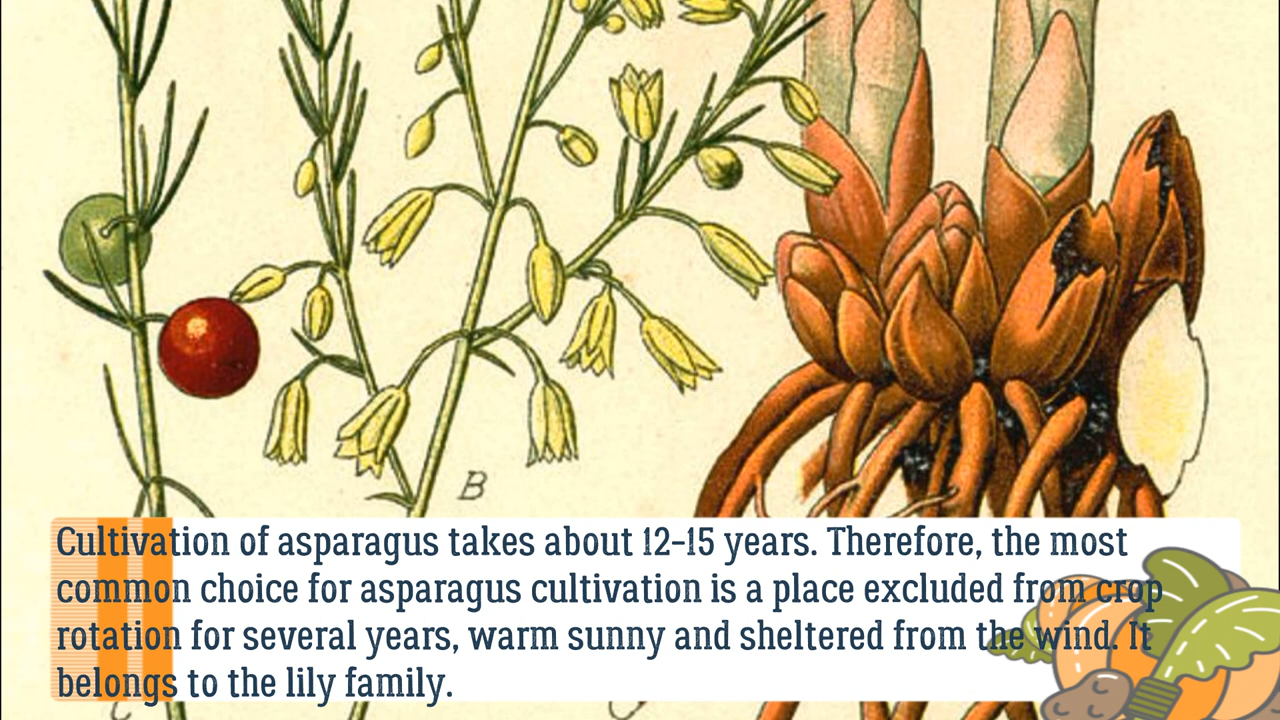 B
Cultivation of asparagus takes about 12-15 years. Therefore, the most
common choice for asparagus cultivation is a place excluded from crop
rotation for several years, warm sunny and sheltered from the wind. It
belongs to the lily family.